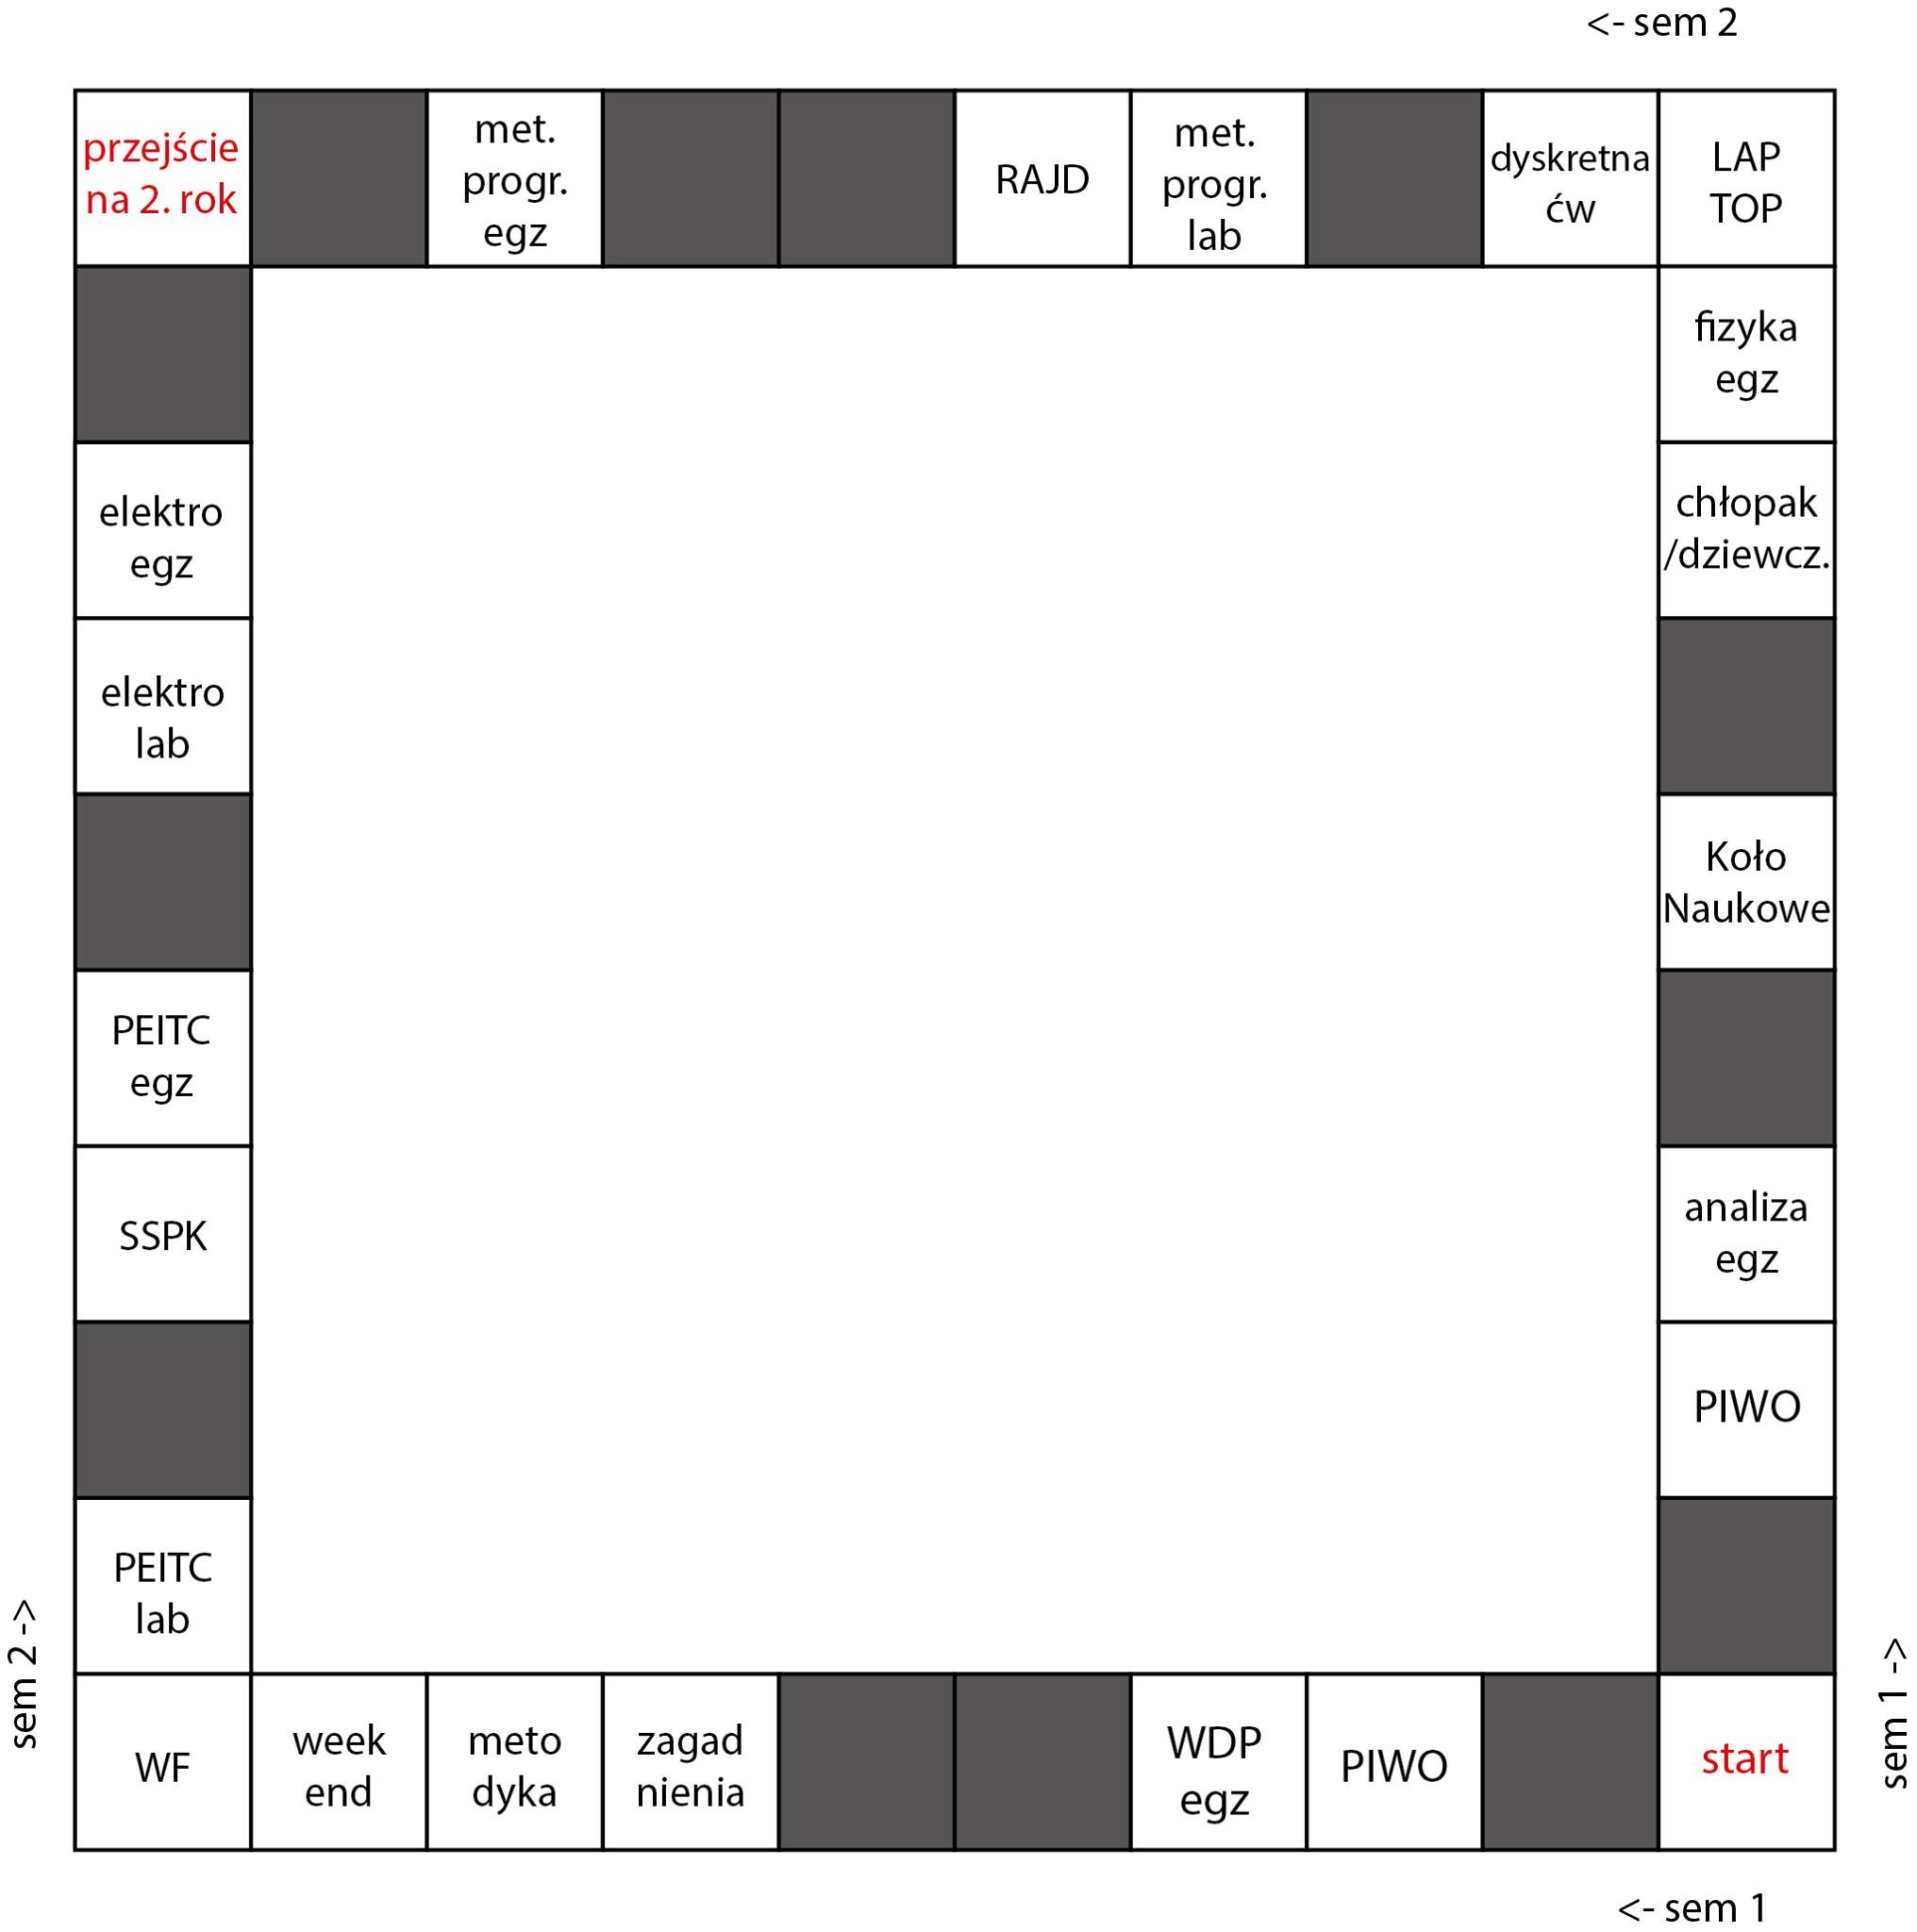 <- sem 2
przejście
na 2. rok
met.
progr.
egz
RAJD
met.
progr.
lab
dyskretna
ćw
LAP
TOP
fizyka
egz
elektro
egz
chłopak
/dziewcz.
elektro
lab
Koło
Naukowe
PEITC
egz
SSPK
analiza
egz
PIWO
PEITC
lab
sem 2 ->
sem 1 ->
WF
week
end
meto
dyka
zagad
nienia
WDP
egz
PIWO
start
<- sem 1